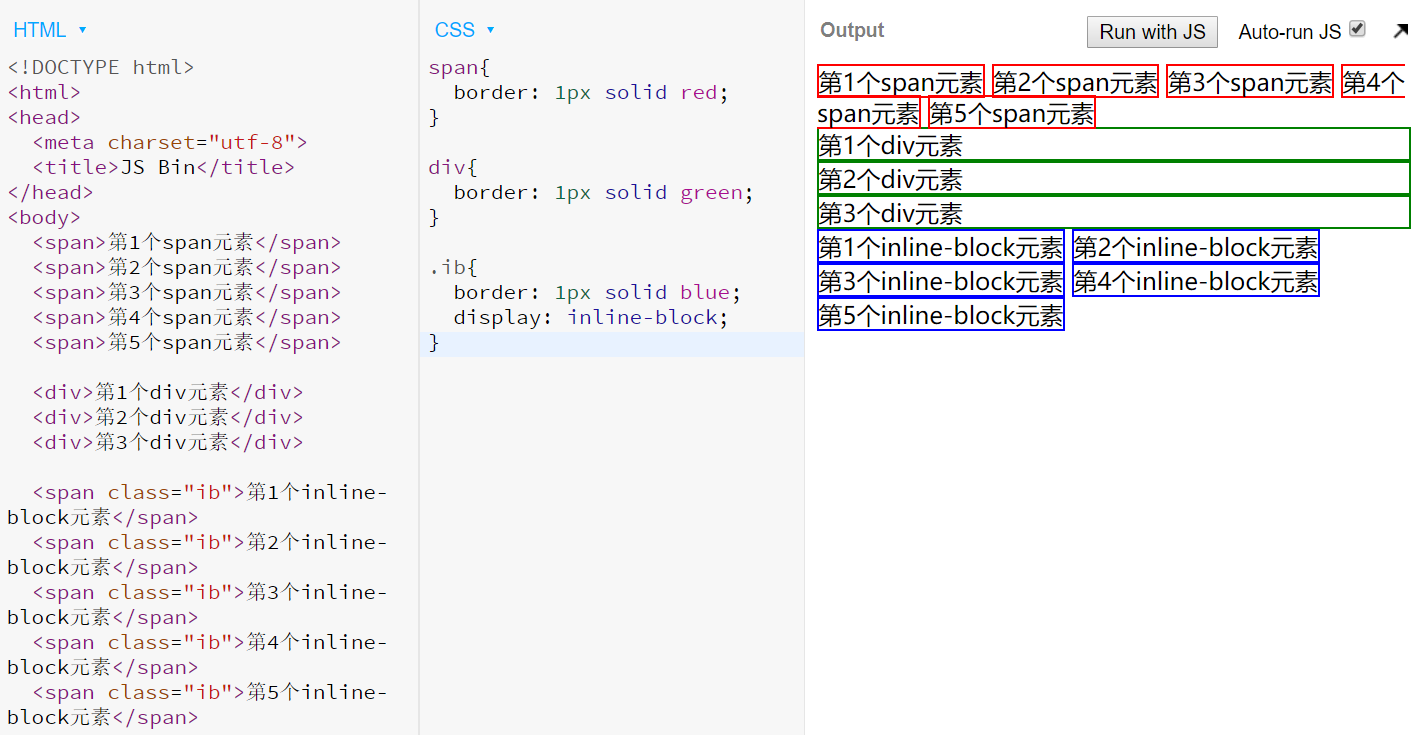 HTML ▾
<!DOCTYPE html>
<html>
<head>
  <meta charset="utf-8">
  <title>JS Bin</title>
</head>
<body>
  <span>第1个span元素</span>
  <span>第2个span元素</span>
  <span>第3个span元素</span>
  <span>第4个span元素</span>
  <span>第5个span元素</span>
  <div>第1个div元素</div>
  <div>第2个div元素</div>
  <div>第3个div元素</div>
  <span class="ib">第1个inline-
block元素</span>
  <span class="ib">第2个inline-
block元素</span>
  <span class="ib">第3个inline-
block元素</span>
  <span class="ib">第4个inline-
block元素</span>
  <span class="ib">第5个inline-
block元素</span>
CSS ▾
span{
  border: 1px solid red;
}
div{
  border: 1px solid green;
}
.ib{
  border: 1px solid blue;
  display: inline-block;
}
Output Run with JS Auto-run JS
第1个span元素 第2个span元素 第3个span元素 第4个
span元素 第5个span元素
第1个div元素
第2个div元素
第3个div元素
第1个inline-block元素 第2个inline-block元素
第3个inline-block元素 第4个inline-block元素
第5个inline-block元素